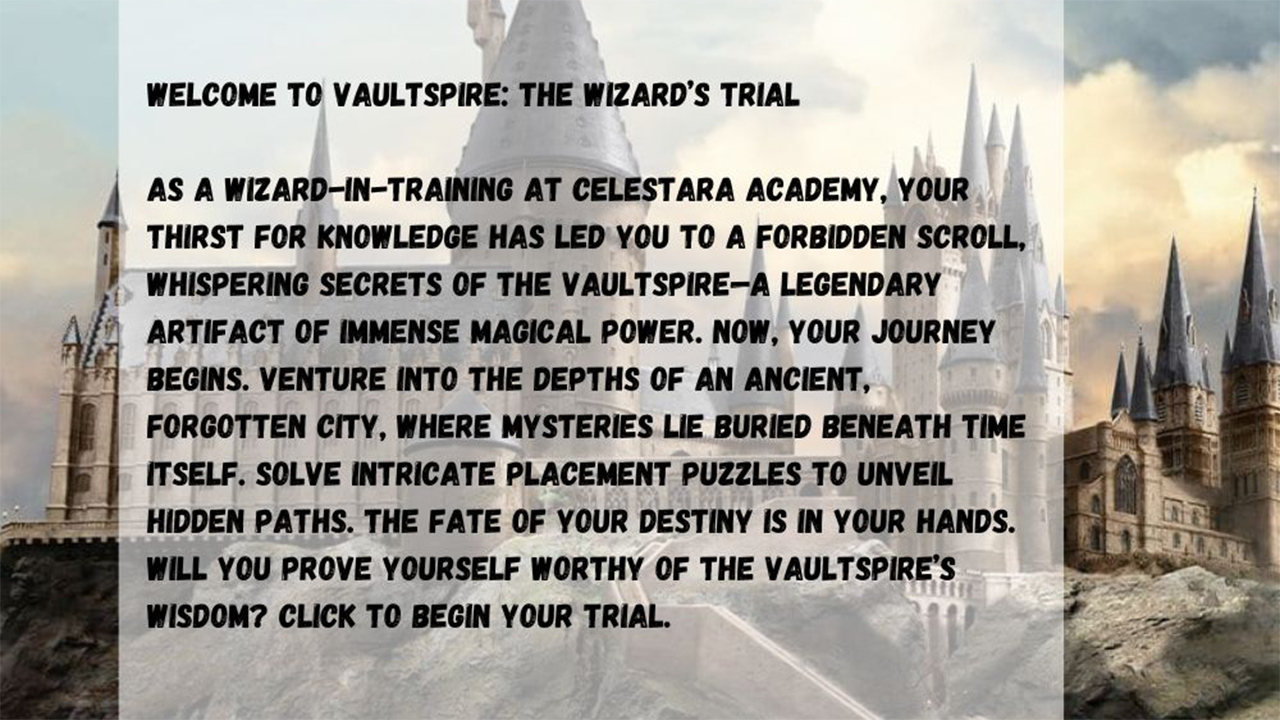 WELCOME TO VAULTSPIRE: THE WIZARD'S TRIAL
AS A WIZARD-IN-TRAINING AT CELESTARA ACADEMY, YOUR
THIRST FOR KNOWLEDGE HAS LED YOU TO A FORBIDDEN SCROLL,
WHISPERING SECRETS OF THE VAULTSPIRE—A LEGENDARY
ARTIFACT OF IMMENSE MAGICAL POWER. NOW, YOUR JOURNEY
BEGINS. VENTURE INTO THE DEPTHS OF AN ANCIENT,
FORGOTTEN CITY, WHERE MYSTERIES LIE BURIED BENEATH TIME
ITSELF. SOLVE INTRICATE PLACEMENT PUZZLES TO UNVEIL
HIDDEN PATHS. THE FATE OF YOUR DESTINY IS IN YOUR HANDS.
WILL YOU PROVE YOURSELF WORTHY OF THE VAULTSPIRE'S
WISDOM? CLICK TO BEGIN YOUR TRIAL.